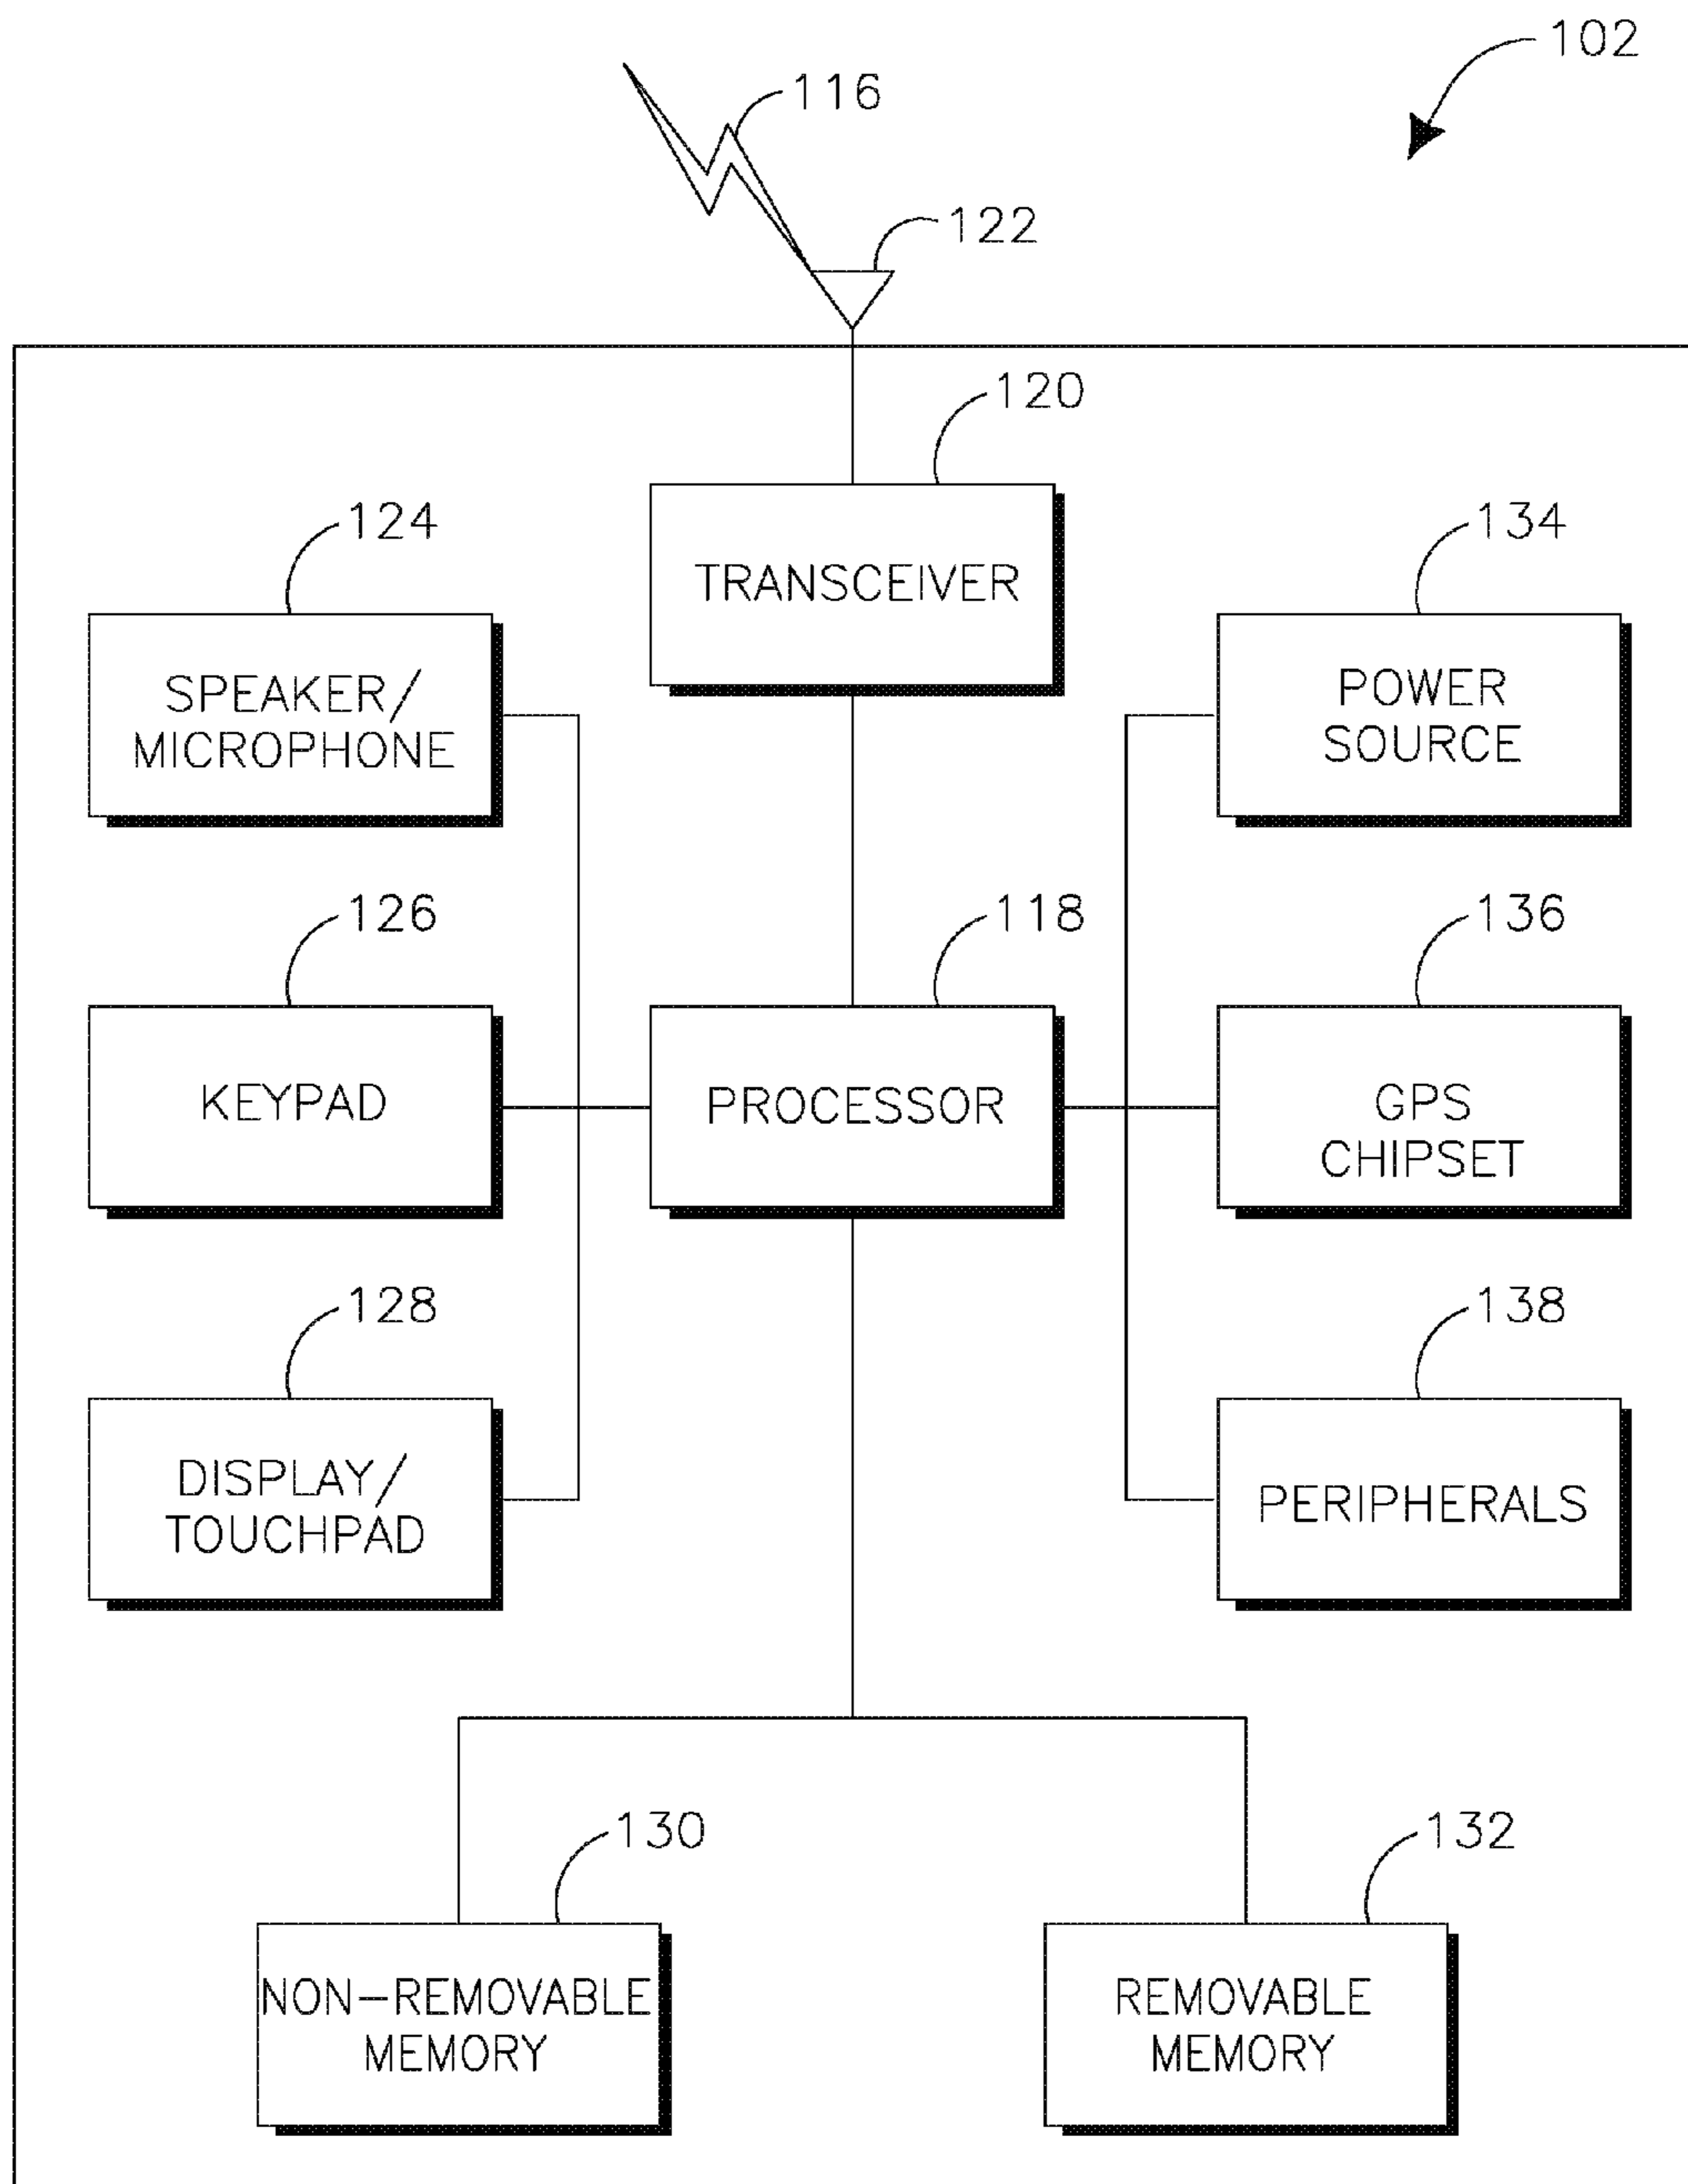 102
116
122
120
TRANSCEIVER
124
SPEAKER/
MICROPHONE
134
POWER
SOURCE
126
KEYPAD
118
PROCESSOR
136
GPS
CHIPSET
128
DISPLAY/
TOUCHPAD
138
PERIPHERALS
130
NON-REMOVABLE
MEMORY
132
REMOVABLE
MEMORY